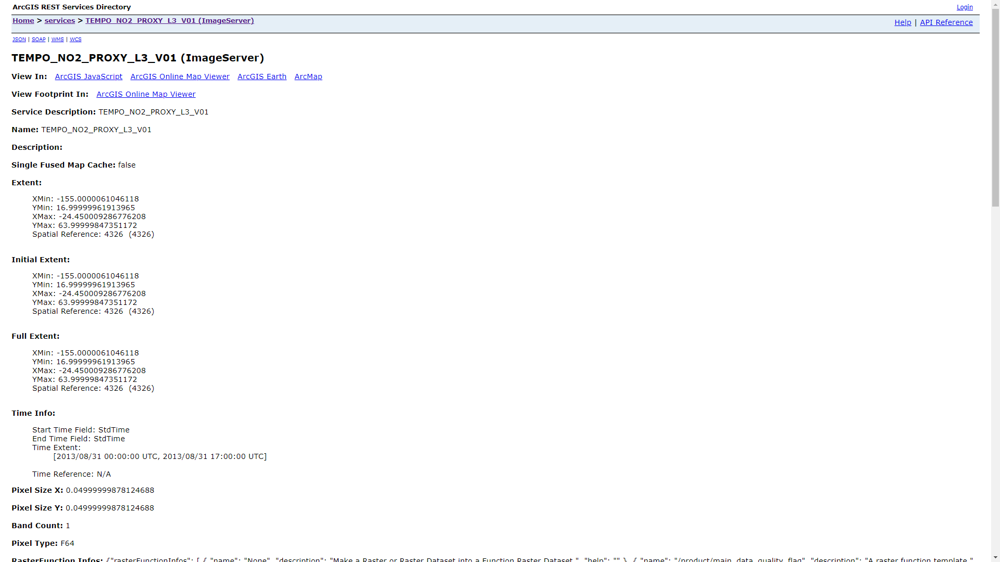 ArcGIS REST Services Directory
Login
Home > services > TEMPO_NO2_PROXY_L3_V01 (ImageServer)
Help | API Reference
JSON | SOAP | WMS | WCS
TEMPO_NO2_PROXY_L3_V01 (ImageServer)
View In: ArcGIS JavaScript ArcGIS Online Map Viewer ArcGIS Earth ArcMap
View Footprint In: ArcGIS Online Map Viewer
Service Description: TEMPO_NO2_PROXY_L3_V01
Name: TEMPO_NO2_PROXY_L3_V01
Description:
Single Fused Map Cache: false
Extent:
XMin: -155.0000061046118
YMin: 16.99999961913965
XMax: -24.450009286776208
YMax: 63.99999847351172
Spatial Reference: 4326 (4326)
Initial Extent:
XMin: -155.0000061046118
YMin: 16.99999961913965
XMax: -24.450009286776208
YMax: 63.99999847351172
Spatial Reference: 4326 (4326)
Full Extent:
XMin: -155.0000061046118
YMin: 16.99999961913965
XMax: -24.450009286776208
YMax: 63.99999847351172
Spatial Reference: 4326 (4326)
Time Info:
Start Time Field: StdTime
End Time Field: StdTime
Time Extent:
[2013/08/31 00:00:00 UTC, 2013/08/31 17:00:00 UTC]
Time Reference: N/A
Pixel Size X: 0.04999999878124688
Pixel Size Y: 0.04999999878124688
Band Count: 1
Pixel Type: F64
RasterFunction Infos: {"rasterFunctionInfos": [ { "name": "None", "description": "Make a Raster or Raster Dataset into a Function Raster Dataset.", "help": "" }, { "name": "/product/main_data_quality_flag", "description": "A raster function template."